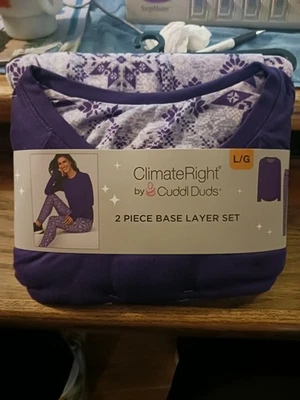 L/G
ClimateRight®
by Cuddl Duds®
2 PIECE BASE LAYER SET